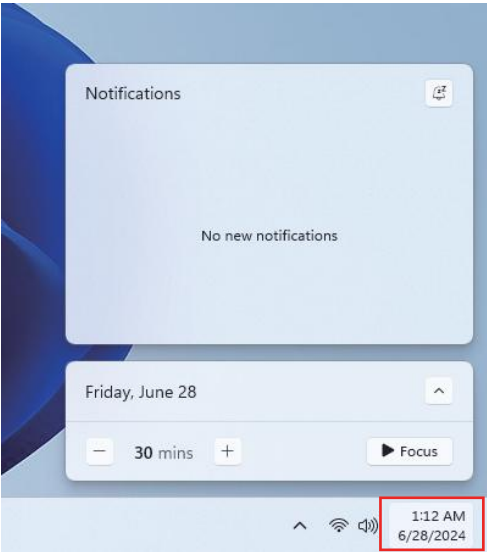 Notifications
No new notifications
Friday, June 28
30 mins
Focus
1:12 AM
6/28/2024